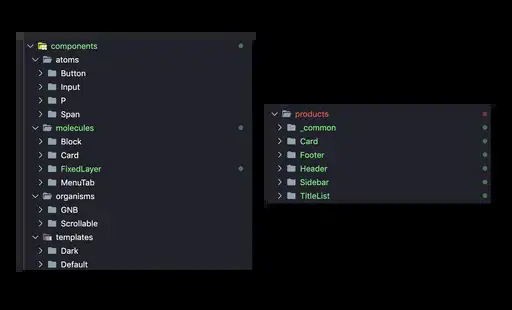 components
atoms
Button
Input
P
Span
molecules
Block
Card
FixedLayer
MenuTab
organisms
GNB
Scrollable
templates
Dark
Default
products
_common
Card
Footer
Header
Sidebar
TitleList